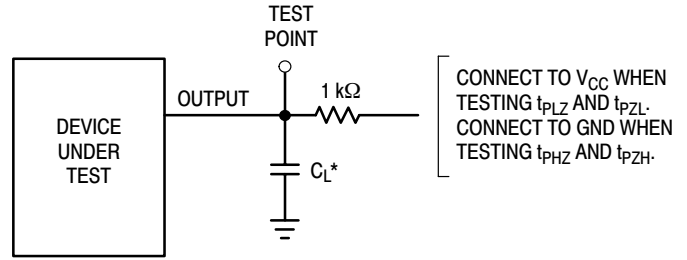 TEST
POINT
DEVICE
UNDER
TEST
OUTPUT
1 kΩ
C_L*
CONNECT TO V_CC WHEN
TESTING t_PLZ AND t_PZL.
CONNECT TO GND WHEN
TESTING t_PHZ AND t_PZH.